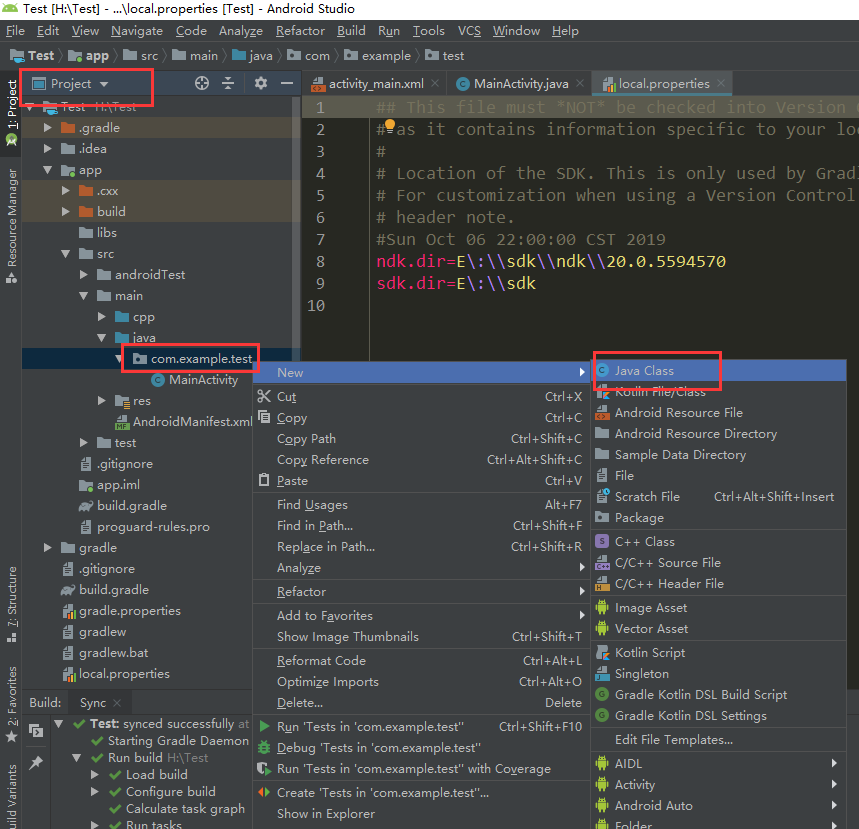 Test [H:\Test] - ...\local.properties [Test] - Android Studio
File Edit View Navigate Code Analyze Refactor Build Run Tools VCS Window Help
Test app src main java com example test
Project
activity_main.xml MainActivity.java local.properties
1: Project
Resource Manager
7: Structure
2: Favorites
Test H:\Test
.gradle
.idea
app
.cxx
build
libs
src
androidTest
main
cpp
java
com.example.test
MainActivity
res
AndroidManifest.xml
test
.gitignore
app.iml
build.gradle
proguard-rules.pro
gradle
.gitignore
build.gradle
gradle.properties
gradlew
gradlew.bat
local.properties
1 ## This file must *NOT* be checked into Version
2 # as it contains information specific to your
3 #
4 # Location of the SDK. This is only used by
5 # For customization when using a Version Control
6 # header note.
7 #Sun Oct 06 22:00:00 CST 2019
8 ndk.dir=E\:\\sdk\\ndk\\20.0.5594570
9 sdk.dir=E\:\\sdk
10
New
Cut Ctrl+X
Copy Ctrl+C
Copy Path Ctrl+Shift+C
Copy Reference Ctrl+Alt+Shift+C
Paste Ctrl+V
Find Usages Alt+F7
Find in Path... Ctrl+Shift+F
Replace in Path... Ctrl+Shift+R
Analyze
Refactor
Add to Favorites
Show Image Thumbnails Ctrl+Shift+T
Reformat Code Ctrl+Alt+L
Optimize Imports Ctrl+Alt+O
Delete... Delete
Run 'Tests in 'com.example.test'' Ctrl+Shift+F10
Debug 'Tests in 'com.example.test''
Run 'Tests in 'com.example.test'' with Coverage
Create 'Tests in 'com.example.test''...
Show in Explorer
Java Class
Kotlin File/Class
Android Resource File
Android Resource Directory
Sample Data Directory
File
Scratch File Ctrl+Alt+Shift+Insert
Package
C++ Class
C/C++ Source File
C/C++ Header File
Image Asset
Vector Asset
Kotlin Script
Singleton
Gradle Kotlin DSL Build Script
Gradle Kotlin DSL Settings
Edit File Templates...
AIDL
Activity
Android Auto
Folder
Build: Sync
Test: synced successfully at
Starting Gradle Daemon
Run build H:\Test
Load build
Configure build
Calculate task graph
Run tasks